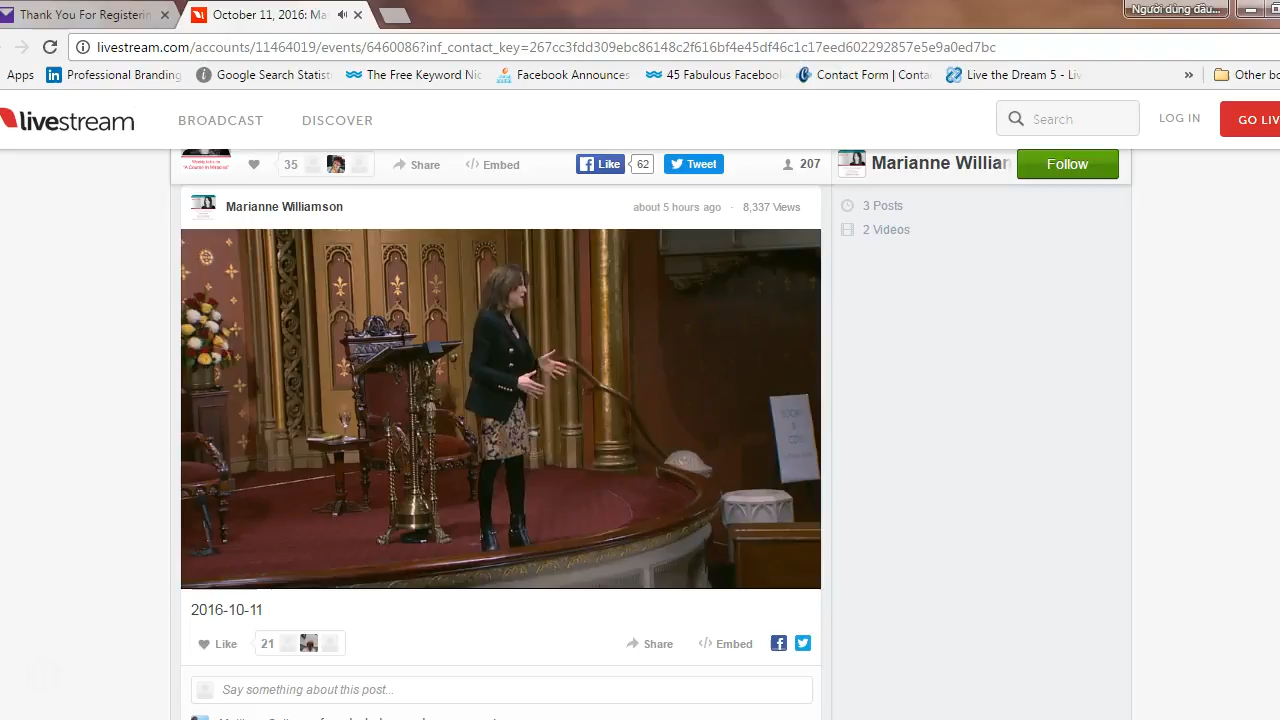 Thank You For Registerin
October 11, 2016: Ma
Người dùng đầu...
livestream.com/accounts/11464019/events/6460086?inf_contact_key=267cc3fdd309ebc86148c2f616bf4e45df46c1c17eed602292857e5e9a0ed7bc
Apps
Professional Branding
Google Search Statist
The Free Keyword Nic
Facebook Announces
45 Fabulous Facebook
Contact Form | Conta
Live the Dream 5 - Liv
»
Other bo
livestream
BROADCAST
DISCOVER
Search
LOG IN
GO LIV
35
Share
Embed
Like
62
Tweet
207
Marianne Willian
Follow
Marianne Williamson
about 5 hours ago · 8,337 Views
3 Posts
2 Videos
2016-10-11
Like
21
Share
Embed
Say something about this post...